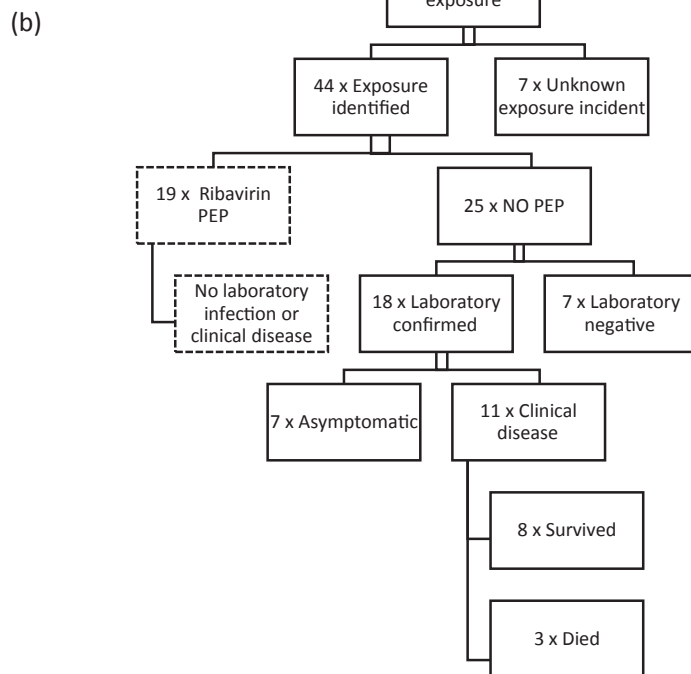 (b)
exposure
44 x Exposure
identified
7 x Unknown
exposure incident
19 x Ribavirin
PEP
25 x NO PEP
No laboratory
infection or
clinical disease
18 x Laboratory
confirmed
7 x Laboratory
negative
7 x Asymptomatic
11 x Clinical
disease
8 x Survived
3 x Died